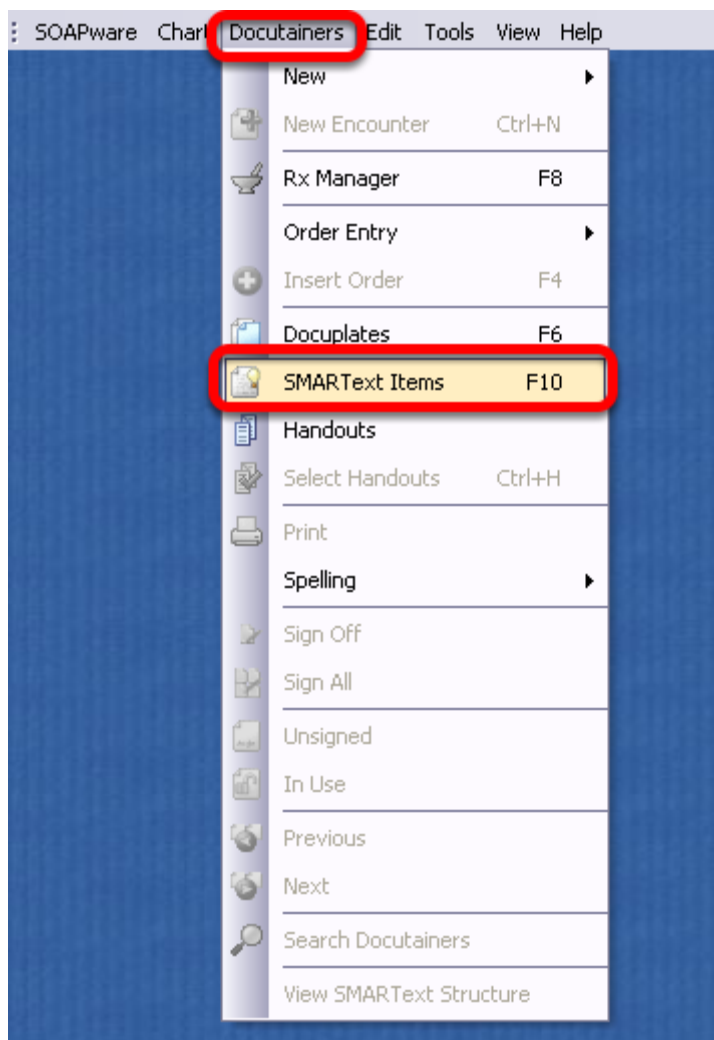 SOAPware Chart Docutainers Edit Tools View Help
New
New Encounter Ctrl+N
Rx Manager F8
Order Entry
Insert Order F4
Docuplates F6
SMARText Items F10
Handouts
Select Handouts Ctrl+H
Print
Spelling
Sign Off
Sign All
Unsigned
In Use
Previous
Next
Search Docutainers
View SMARText Structure